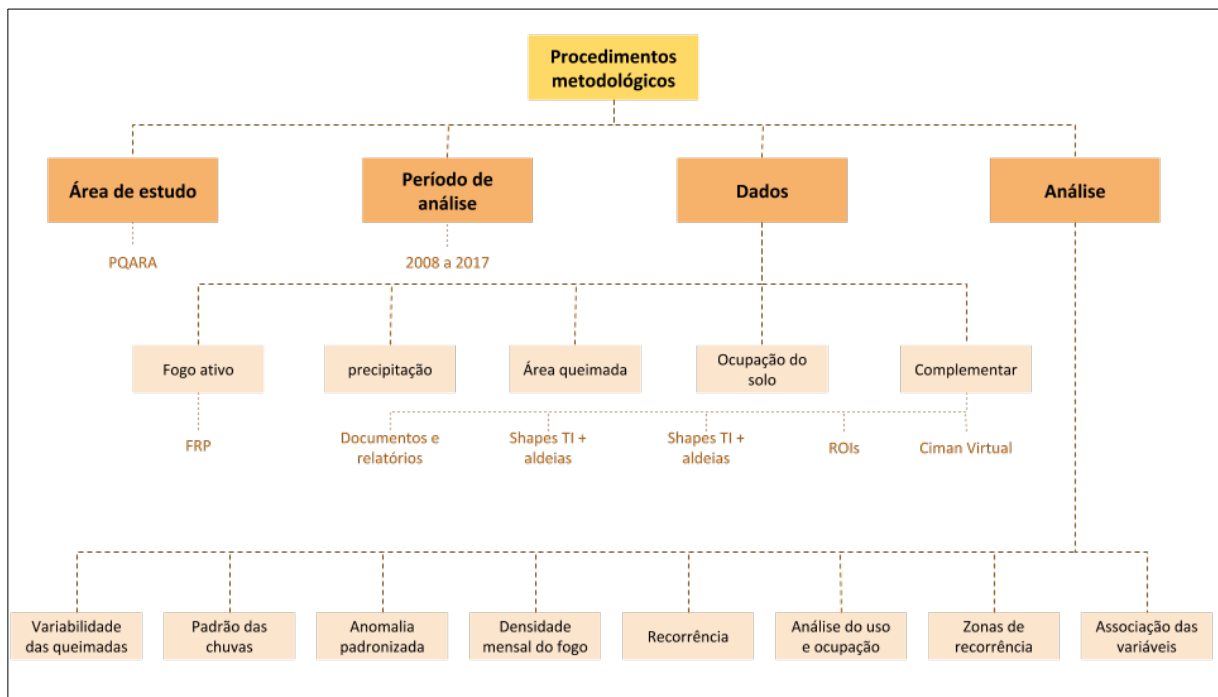 Procedimentos
metodológicos
Área de estudo
Período de
análise
Dados
Análise
PQARA
2008 a 2017
Fogo ativo
precipitação
Área queimada
Ocupação do
solo
Complementar
FRP
Documentos e
relatórios
Shapes TI +
aldeias
Shapes TI +
aldeias
ROIs
Ciman Virtual
Variabilidade
das queimadas
Padrão das
chuvas
Anomalia
padronizada
Densidade
mensal do fogo
Recorrência
Análise do uso
e ocupação
Zonas de
recorrência
Associação das
variáveis